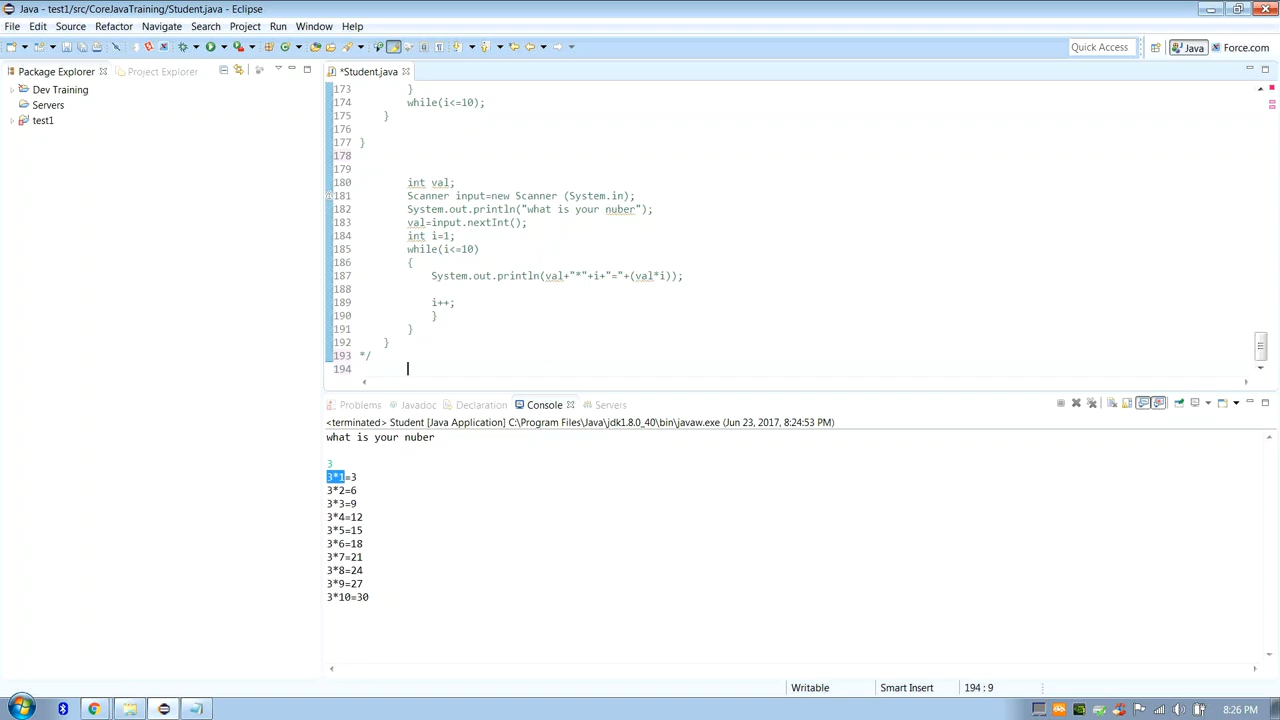 Java - test1/src/CoreJavaTraining/Student.java - Eclipse
File Edit Source Refactor Navigate Search Project Run Window Help
Quick Access
Java
Force.com
Package Explorer
Project Explorer
Dev Training
Servers
test1
*Student.java
173 }
174 while(i<=10);
175 }
176
177 }
178
179
180 int val;
181 Scanner input=new Scanner (System.in);
182 System.out.println("what is your nuber");
183 val=input.nextInt();
184 int i=1;
185 while(i<=10)
186 {
187 System.out.println(val+"*"+i+"="+(val*i));
188
189 i++;
190 }
191 }
192 }
193 */
194
Problems Javadoc Declaration Console Servers
<terminated> Student [Java Application] C:\Program Files\Java\jdk1.8.0_40\bin\javaw.exe (Jun 23, 2017, 8:24:53 PM)
what is your nuber
3
3*1=3
3*2=6
3*3=9
3*4=12
3*5=15
3*6=18
3*7=21
3*8=24
3*9=27
3*10=30
Writable Smart Insert 194 : 9
8:26 PM